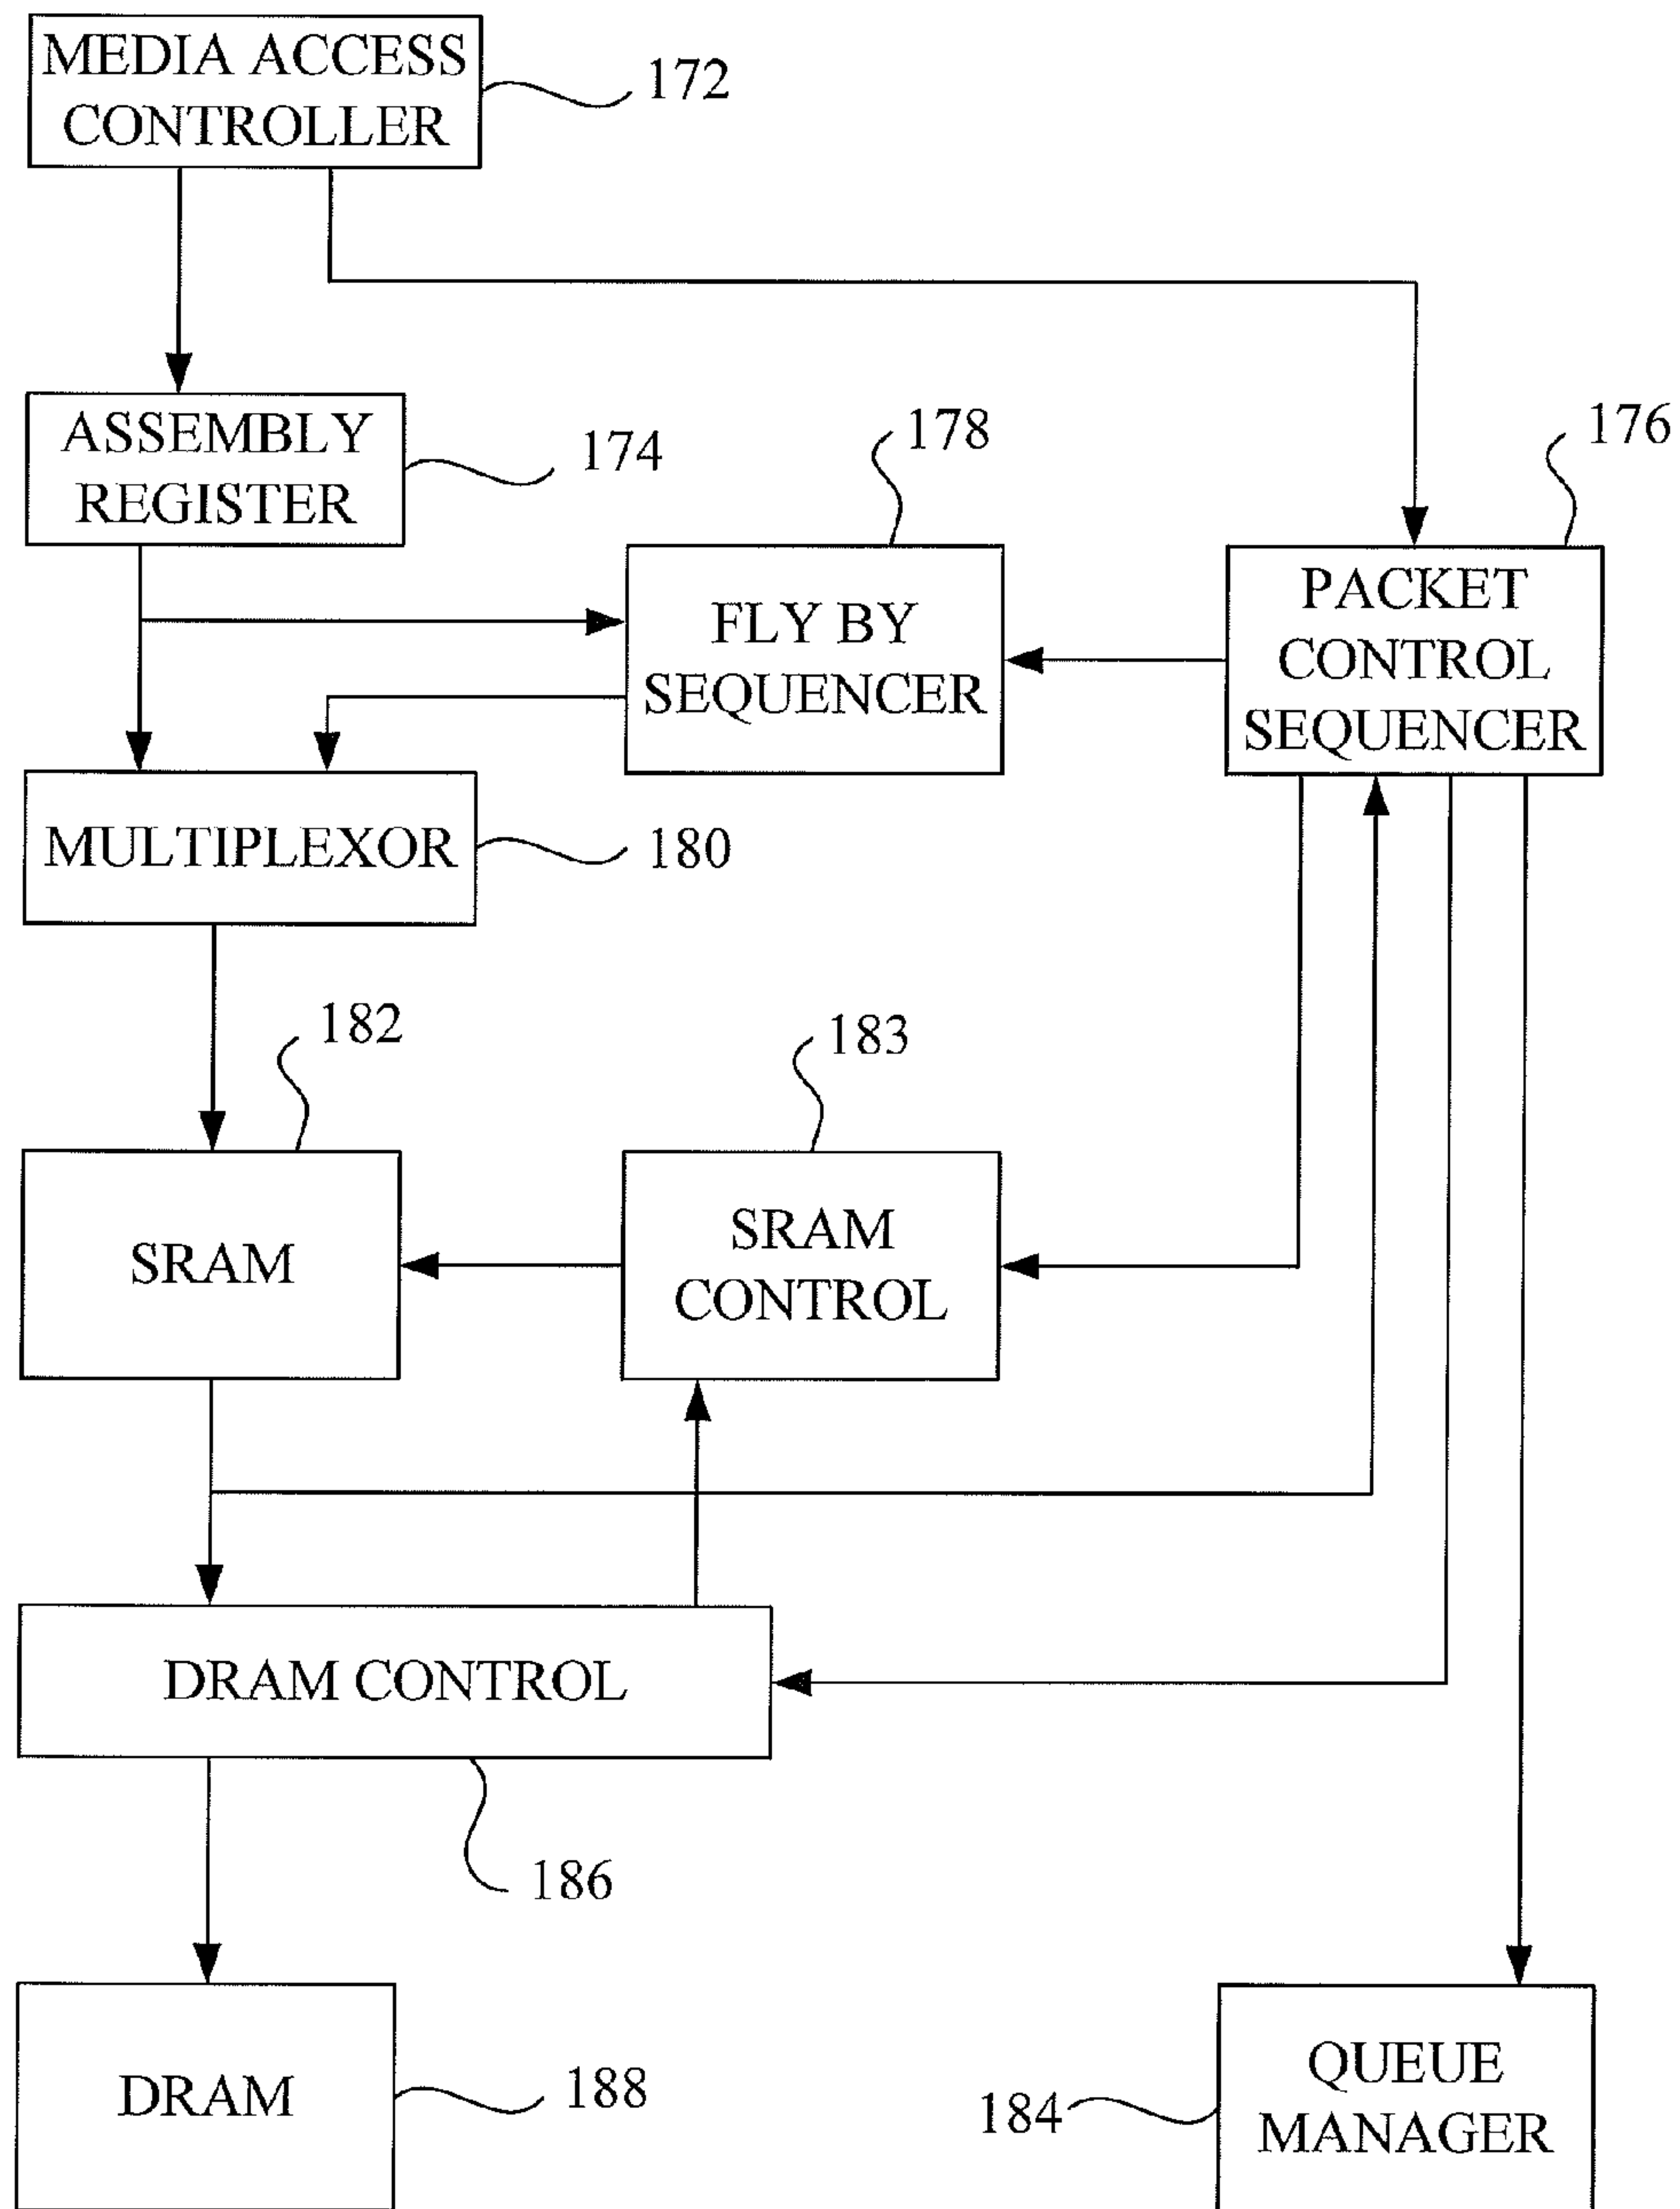 MEDIA ACCESS
CONTROLLER
172
ASSEMBLY
REGISTER
174
178
176
FLY BY
SEQUENCER
PACKET
CONTROL
SEQUENCER
MULTIPLEXOR
180
182
183
SRAM
SRAM
CONTROL
DRAM CONTROL
186
DRAM
188
184
QUEUE
MANAGER